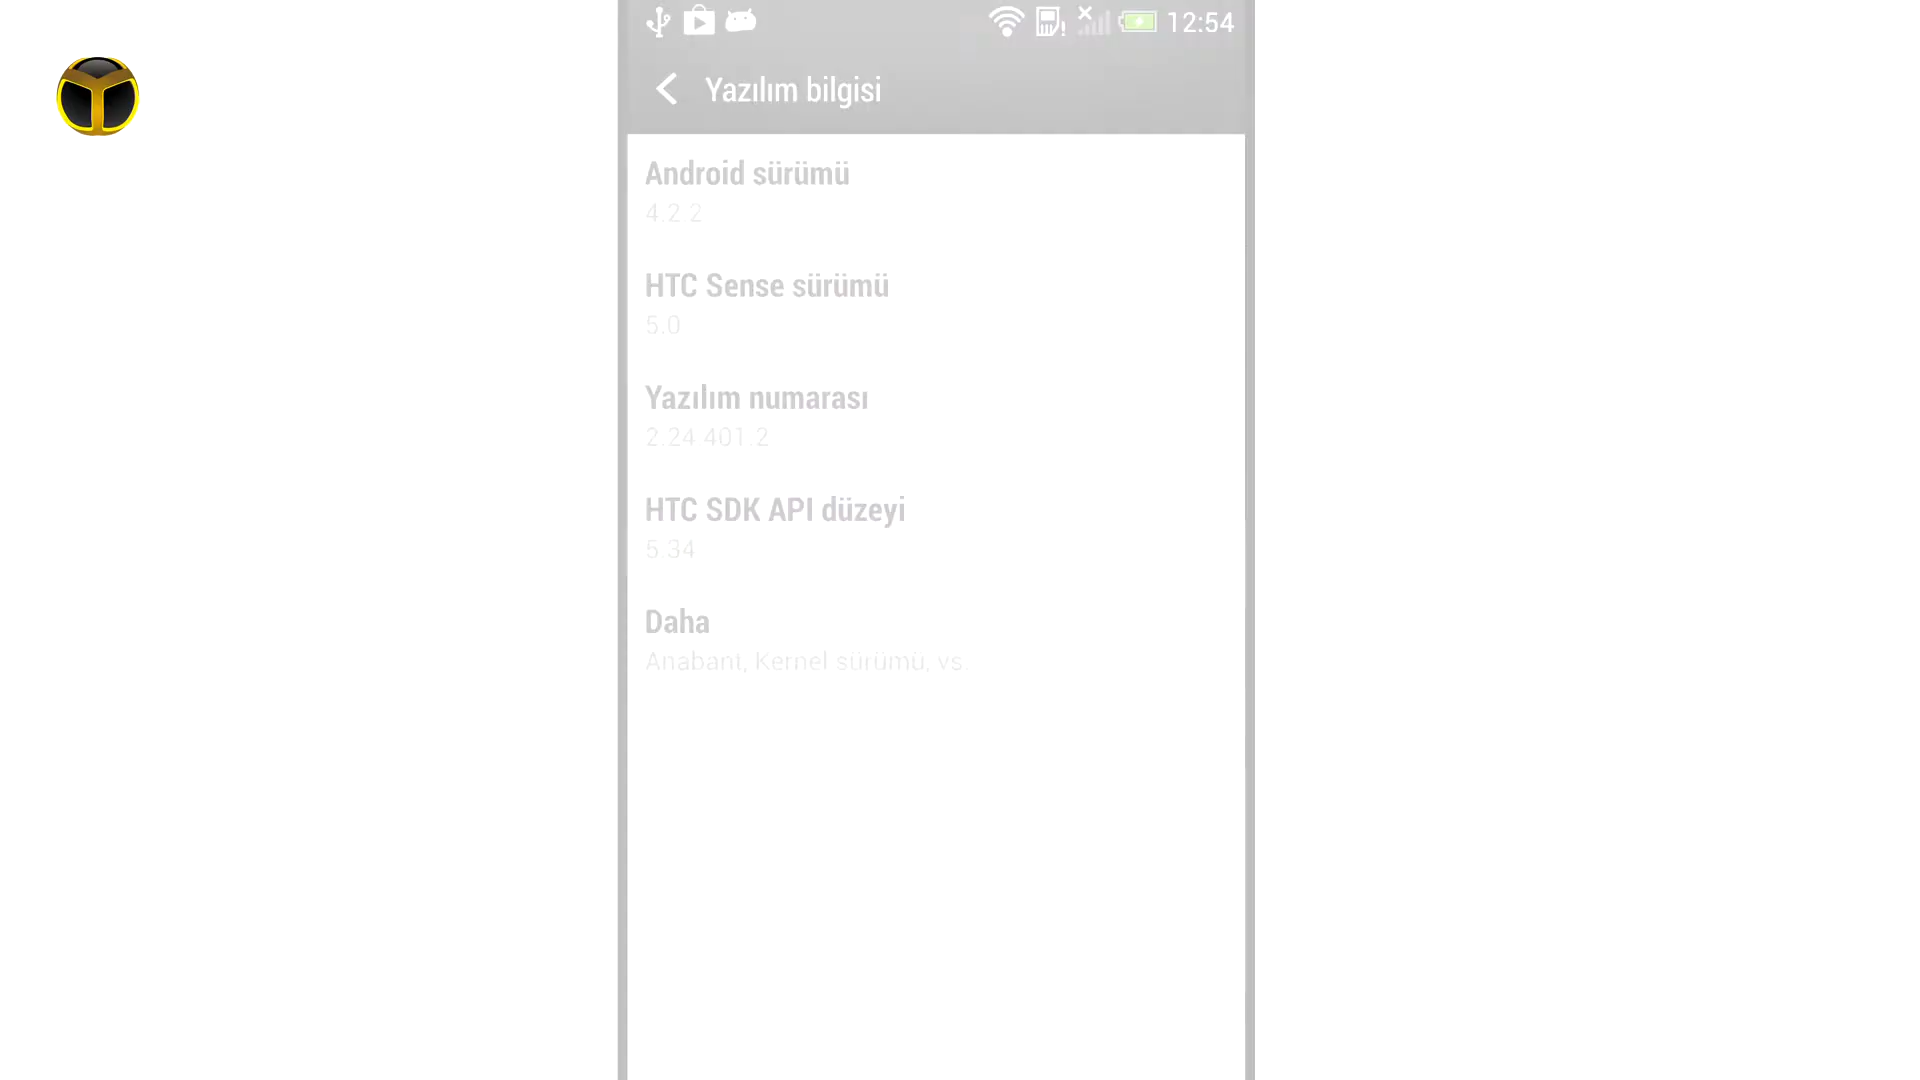 12:54
Yazılım bilgisi
Android sürümü
4.2.2
HTC Sense sürümü
5.0
Yazılım numarası
2.24.401.2
HTC SDK API düzeyi
5.34
Daha
Anabant, Kernel sürümü, vs.